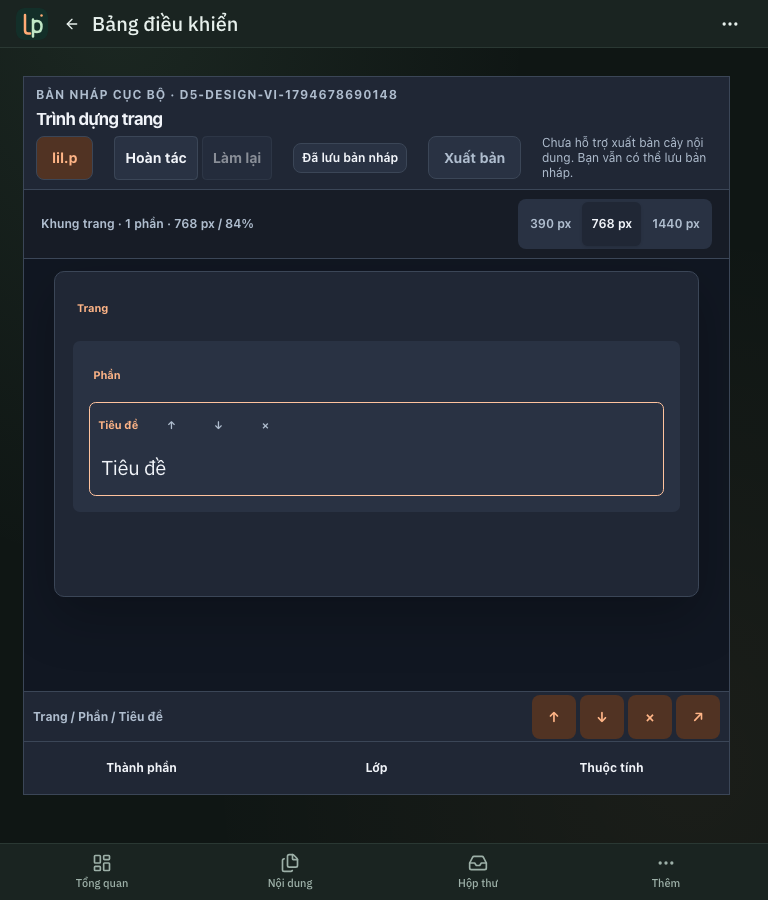 lp
Bảng điều khiển
BẢN NHÁP CỤC BỘ · D5-DESIGN-VI-1794678690148
Trình dựng trang
lil.p
Hoàn tác
Làm lại
Đã lưu bản nháp
Xuất bản
Chưa hỗ trợ xuất bản cây nội
dung. Bạn vẫn có thể lưu bản
nháp.
Khung trang · 1 phần · 768 px / 84%
390 px
768 px
1440 px
Trang
Phần
Tiêu đề
Tiêu đề
Trang / Phần / Tiêu đề
Thành phần
Lớp
Thuộc tính
Tổng quan
Nội dung
Hộp thư
Thêm